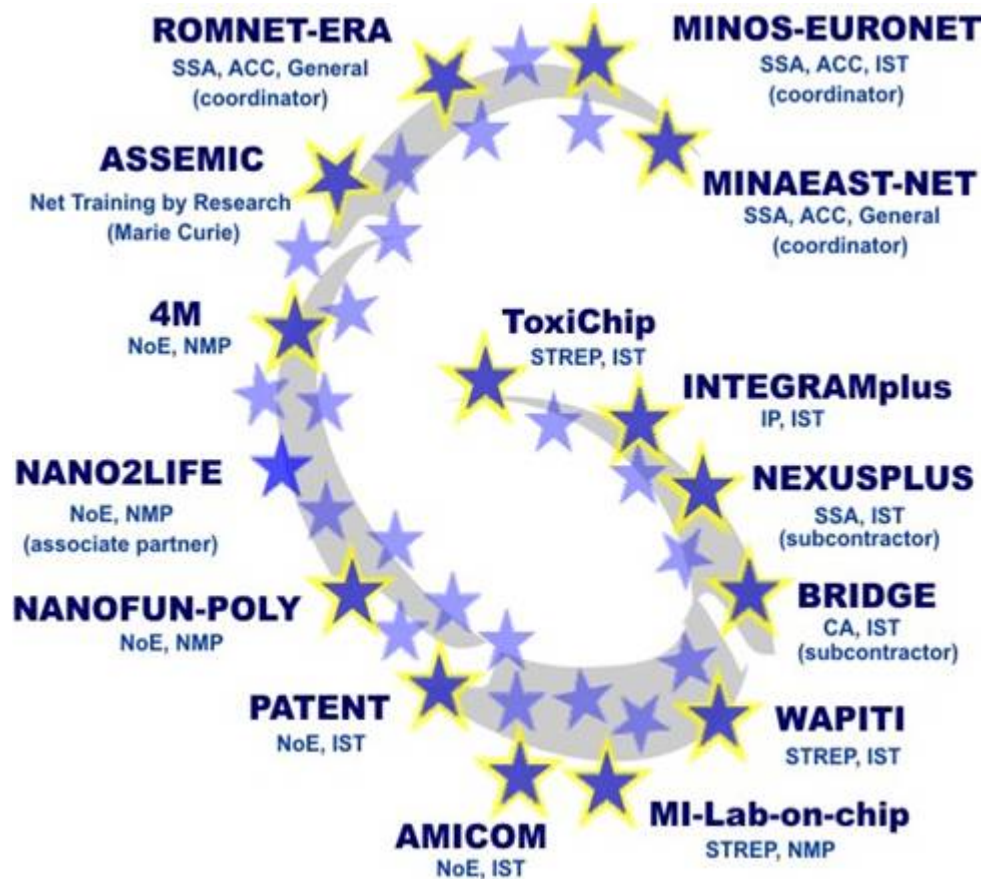 ROMNET-ERA
SSA, ACC, General
(coordinator)
MINOS-EURONET
SSA, ACC, IST
(coordinator)
ASSEMIC
Net Training by Research
(Marie Curie)
MINAEAST-NET
SSA, ACC, General
(coordinator)
4M
NoE, NMP
ToxiChip
STREP, IST
INTEGRAMplus
IP, IST
NANO2LIFE
NoE, NMP
(associate partner)
NEXUSPLUS
SSA, IST
(subcontractor)
NANOFUN-POLY
NoE, NMP
BRIDGE
CA, IST
(subcontractor)
PATENT
NoE, IST
WAPITI
STREP, IST
AMICOM
NoE, IST
MI-Lab-on-chip
STREP, NMP